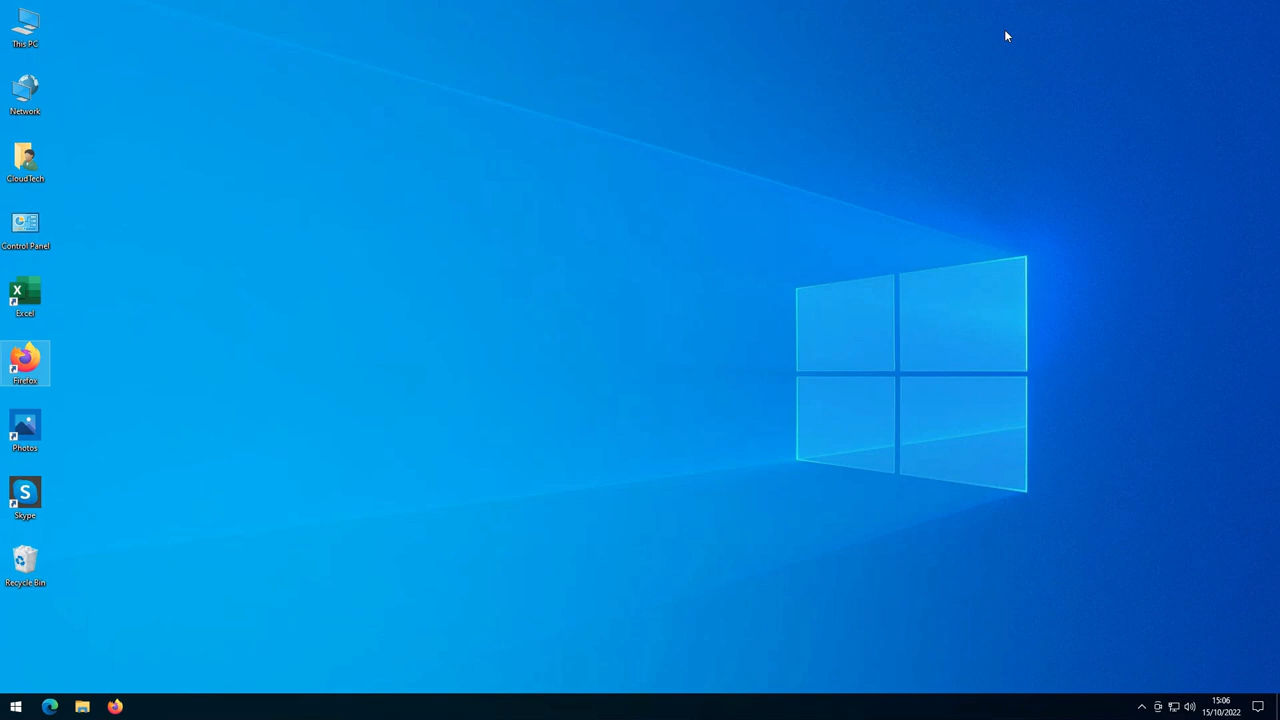 This PC
Network
CloudTech
Control Panel
Excel
Firefox
Photos
Skype
Recycle Bin
15:06
15/10/2022